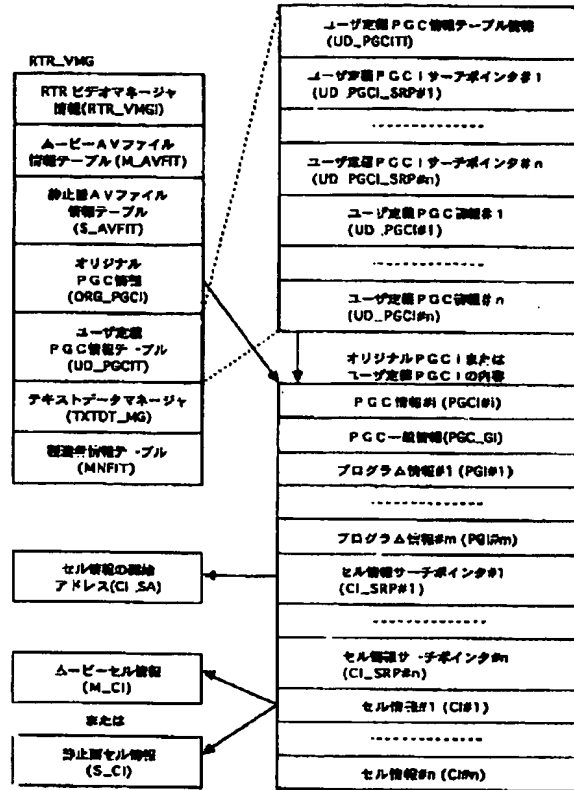 RTR_VMG
RTR ビデオマネージャ
情報(RTR_VMGI)
ムービーAVファイル
情報テーブル (M_AVFIT)
静止画AVファイル
情報テーブル
(S_AVFIT)
オリジナル
PGC情報
(ORG_PGCI)
ユーザ定義
PGC情報テーブル
(UD_PGCIT)
テキストデータマネージャ
(TXTDT_MG)
製造者情報テーブル
(MNFIT)
セル情報の開始
アドレス(CI_SA)
ムービーセル情報
(M_CI)
または
静止画セル情報
(S_CI)
ユーザ定義PGC情報テーブル情報
(UD_PGCITI)
ユーザ定義PGCIサーチポインタ#1
(UD_PGCI_SRP#1)
ユーザ定義PGCIサーチポインタ#n
(UD_PGCI_SRP#n)
ユーザ定義PGC情報#1
(UD_PGCI#1)
ユーザ定義PGC情報#n
(UD_PGCI#n)
オリジナルPGCIまたは
ユーザ定義PGCIの内容
PGC情報#i (PGCI#i)
PGC一般情報(PGC_GI)
プログラム情報#1 (PGI#1)
プログラム情報#m (PGI#m)
セル情報サーチポインタ#1
(CI_SRP#1)
セル情報サーチポインタ#n
(CI_SRP#n)
セル情報#1 (CI#1)
セル情報#n (CI#n)